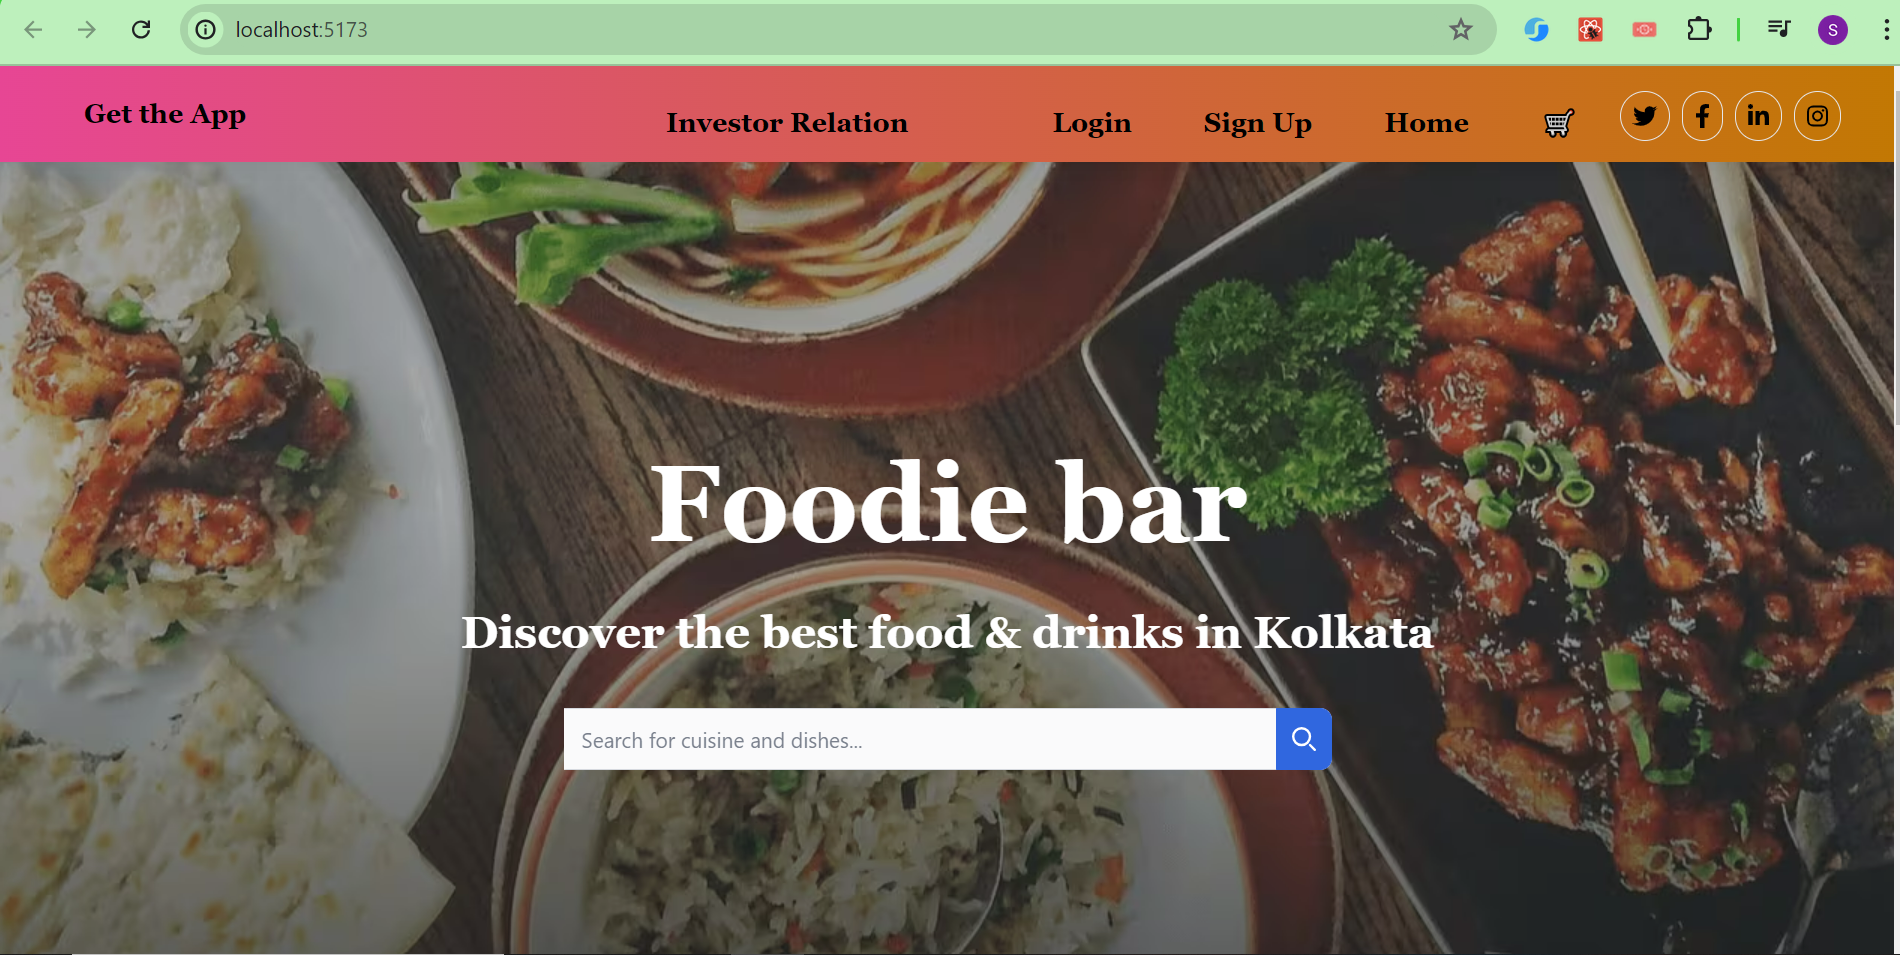 localhost:5173
S
Get the App
Investor Relation
Login
Sign Up
Home
Foodie bar
Discover the best food & drinks in Kolkata
Search for cuisine and dishes...